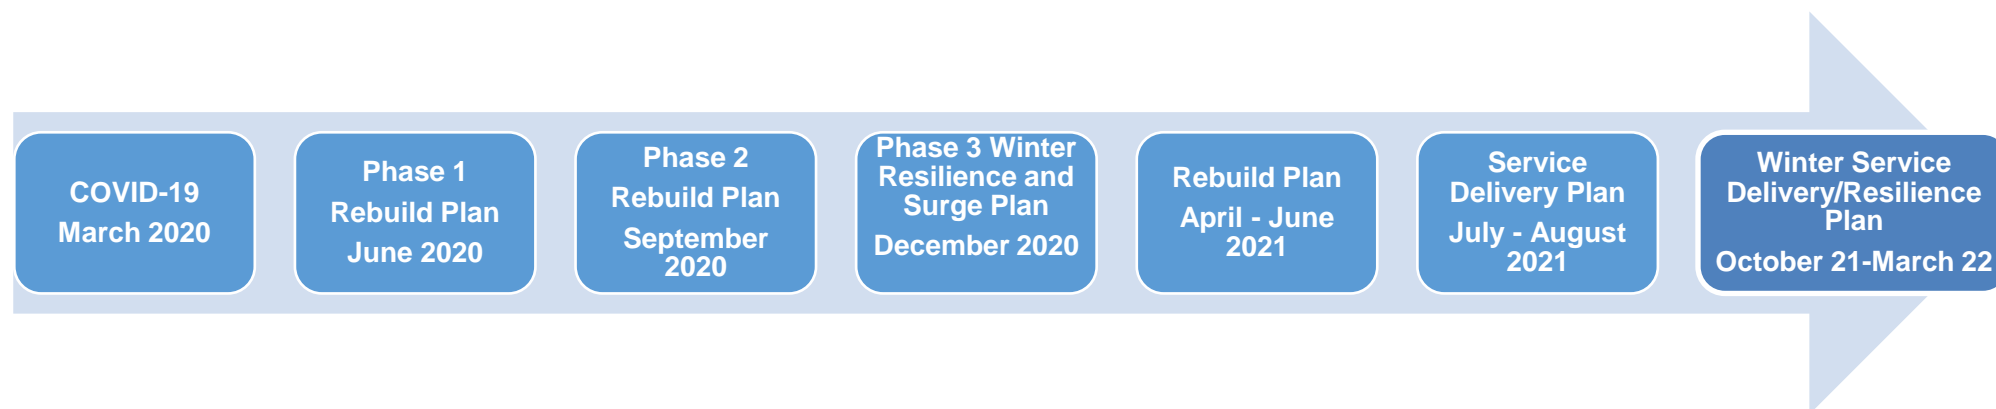 COVID-19
March 2020
Phase 1
Rebuild Plan
June 2020
Phase 2
Rebuild Plan
September
2020
Phase 3 Winter
Resilience and
Surge Plan
December 2020
Rebuild Plan
April - June
2021
Service
Delivery Plan
July - August
2021
Winter Service
Delivery/Resilience
Plan
October 21-March 22